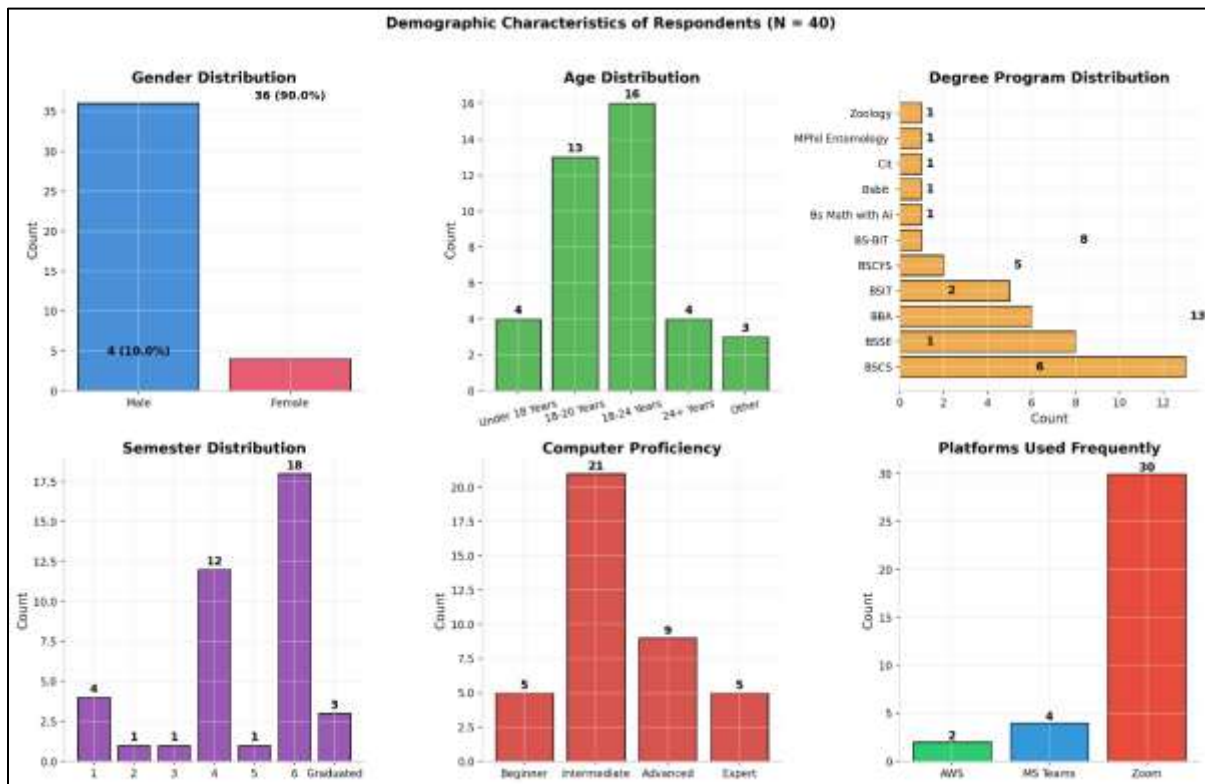 Demographic Characteristics of Respondents (N = 40)
Gender Distribution
36 (90.0%)
4 (10.0%)
Count
35
30
25
20
15
10
5
0
Male Female
Age Distribution
Count
16
14
12
10
8
6
4
2
0
4 13 16 4 3
Under 18 Years 18-20 Years 18-24 Years 24+ Years Other
Degree Program Distribution
Zoology 1
MPhil Entomology 1
Cit 1
Bsbit 1
Bs Math with Ai 1
BS-BIT 8
BSCYS 5
BSIT 2
BBA 13
BSSE 1
BSCS 6
0 2 4 6 8 10 12
Count
Semester Distribution
Count
17.5
15.0
12.5
10.0
7.5
5.0
2.5
0.0
4 1 1 12 1 18 3
1 2 3 4 5 6 Graduated
Computer Proficiency
Count
20.0
17.5
15.0
12.5
10.0
7.5
5.0
2.5
0.0
5 21 9 5
Beginner Intermediate Advanced Expert
Platforms Used Frequently
Count
30
25
20
15
10
5
0
2 4 30
AWS MS Teams Zoom